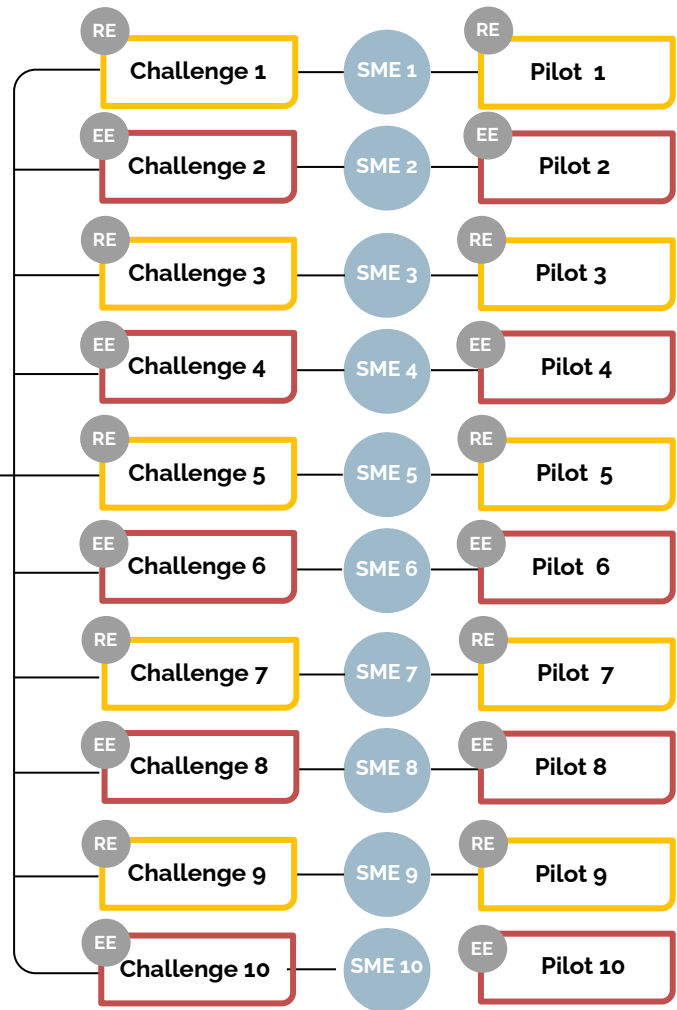 RE
RE
Challenge 1
SME 1
Pilot 1
EE
EE
Challenge 2
SME 2
Pilot 2
RE
RE
Challenge 3
SME 3
Pilot 3
EE
EE
Challenge 4
SME 4
Pilot 4
RE
RE
Challenge 5
SME 5
Pilot 5
EE
EE
Challenge 6
SME 6
Pilot 6
RE
RE
Challenge 7
SME 7
Pilot 7
EE
EE
Challenge 8
SME 8
Pilot 8
RE
RE
Challenge 9
SME 9
Pilot 9
EE
EE
Challenge 10
SME 10
Pilot 10